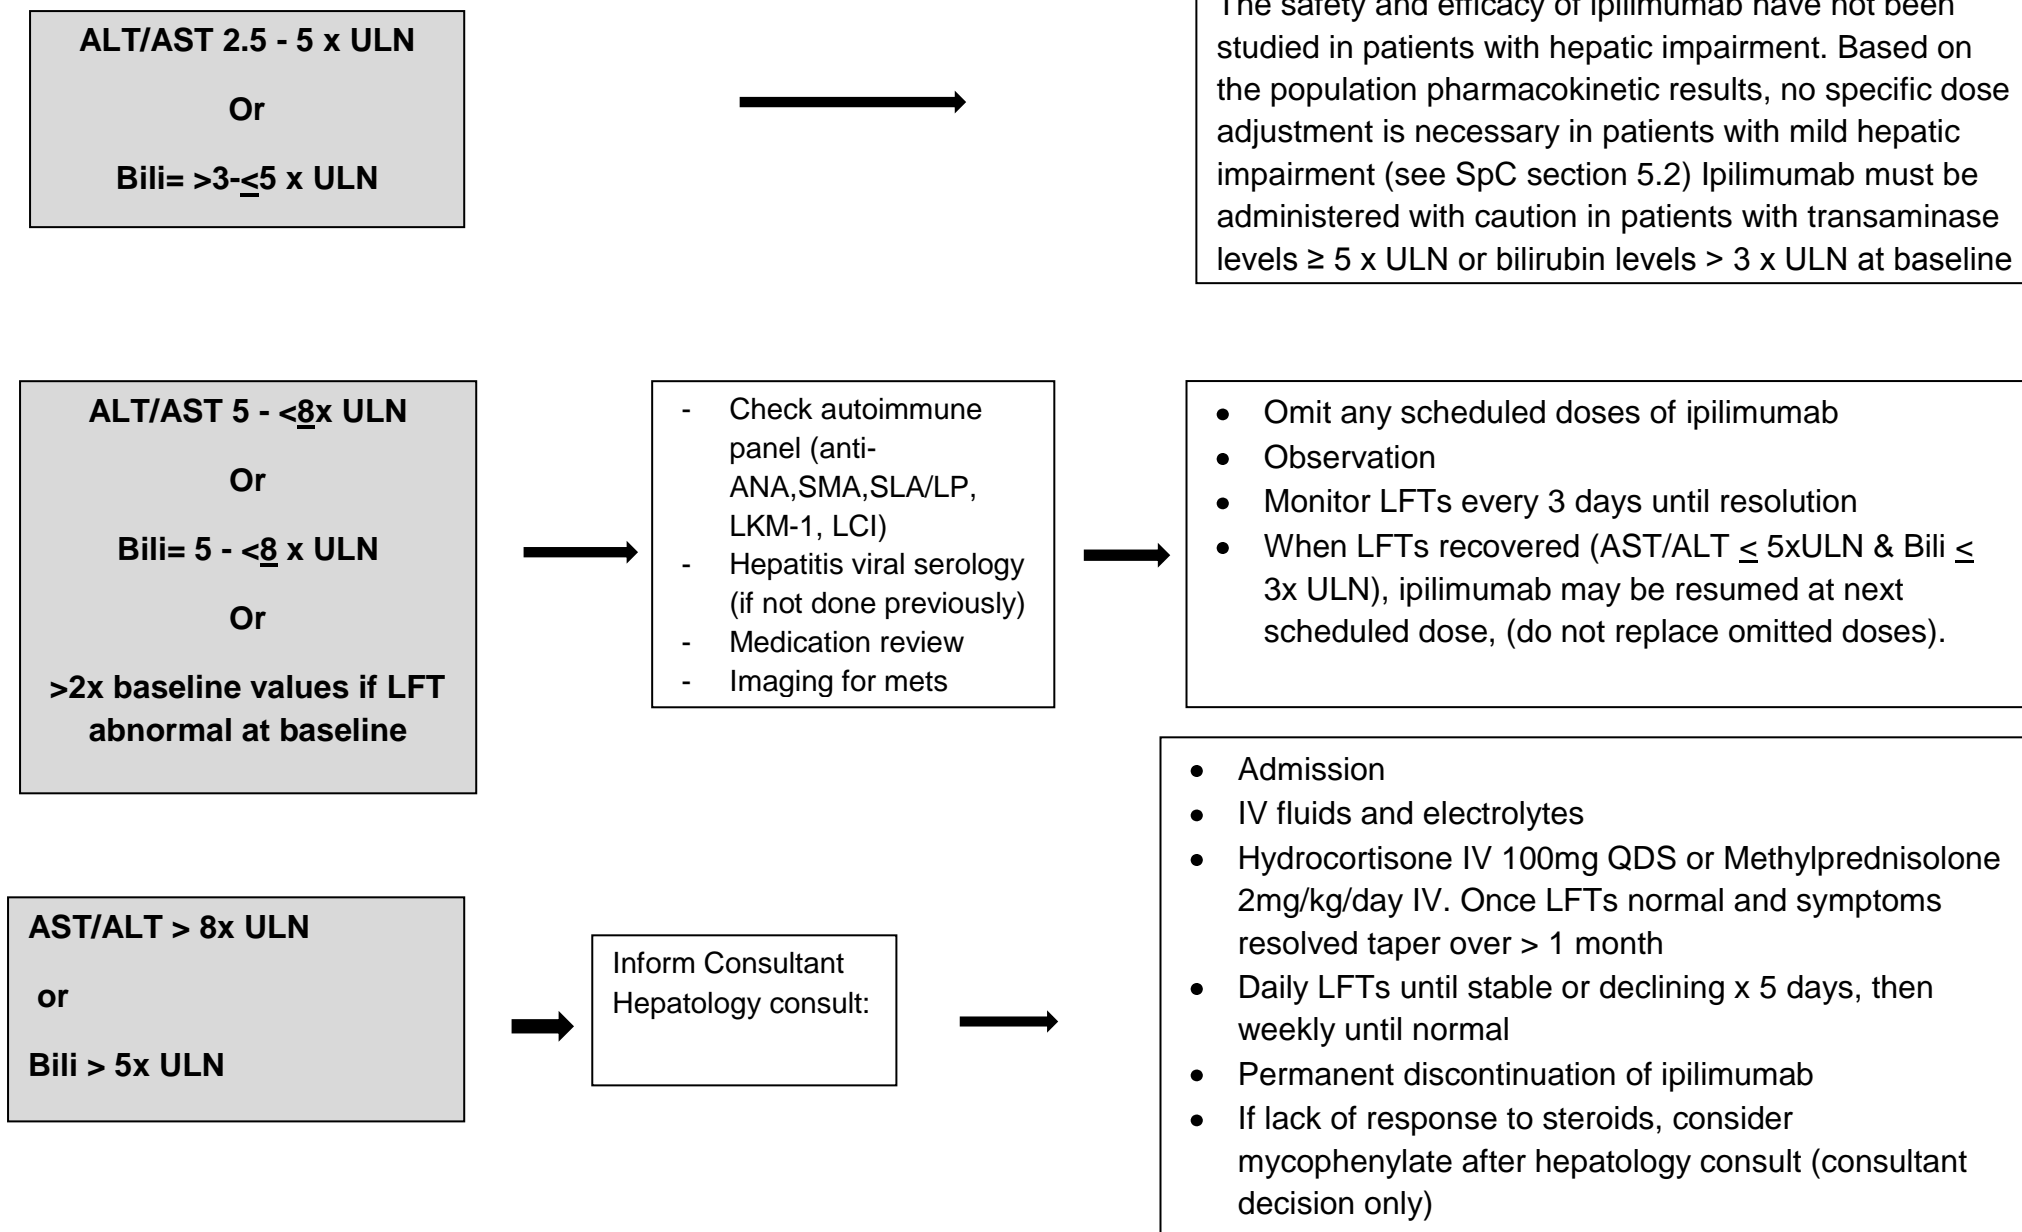 ALT/AST 2.5 - 5 x ULN
Or
Bili= >3-≤5 x ULN
The safety and efficacy of ipilimumab have not been
studied in patients with hepatic impairment. Based on
the population pharmacokinetic results, no specific dose
adjustment is necessary in patients with mild hepatic
impairment (see SpC section 5.2) Ipilimumab must be
administered with caution in patients with transaminase
levels ≥ 5 x ULN or bilirubin levels > 3 x ULN at baseline
ALT/AST 5 - <8x ULN
Or
Bili= 5 - <8 x ULN
Or
>2x baseline values if LFT
abnormal at baseline
- Check autoimmune
panel (anti-
ANA,SMA,SLA/LP,
LKM-1, LCI)
- Hepatitis viral serology
(if not done previously)
- Medication review
- Imaging for mets
• Omit any scheduled doses of ipilimumab
• Observation
• Monitor LFTs every 3 days until resolution
• When LFTs recovered (AST/ALT ≤ 5xULN & Bili ≤
3x ULN), ipilimumab may be resumed at next
scheduled dose, (do not replace omitted doses).
AST/ALT > 8x ULN
or
Bili > 5x ULN
Inform Consultant
Hepatology consult:
• Admission
• IV fluids and electrolytes
• Hydrocortisone IV 100mg QDS or Methylprednisolone
2mg/kg/day IV. Once LFTs normal and symptoms
resolved taper over > 1 month
• Daily LFTs until stable or declining x 5 days, then
weekly until normal
• Permanent discontinuation of ipilimumab
• If lack of response to steroids, consider
mycophenylate after hepatology consult (consultant
decision only)